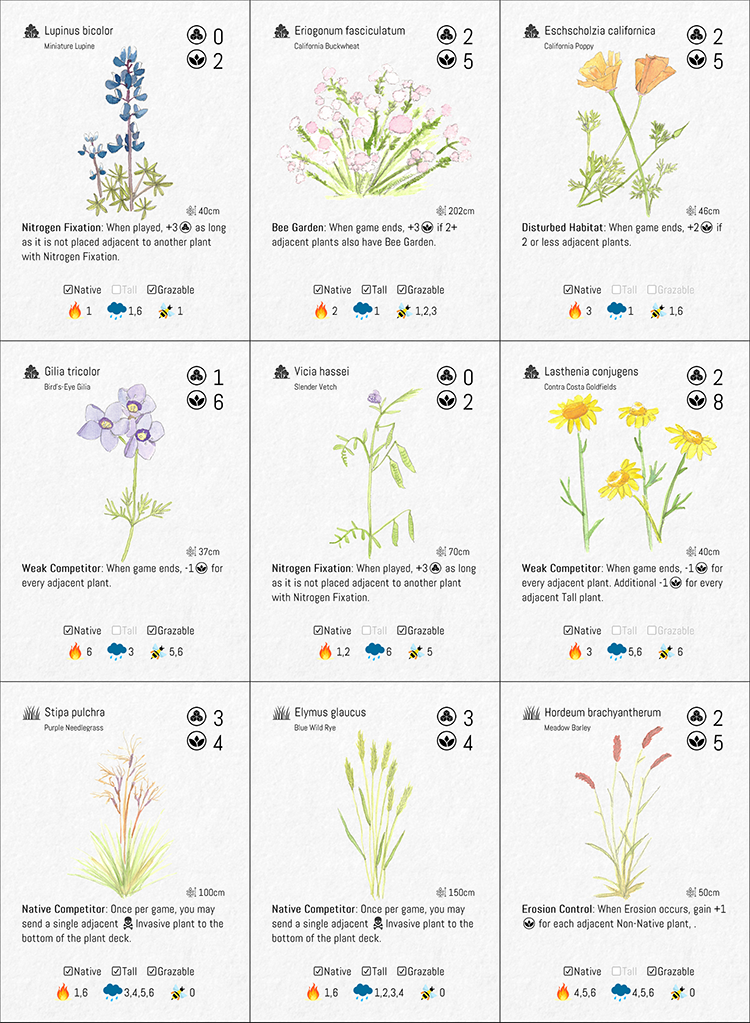 Lupinus bicolor
Miniature Lupine
0
2
40cm
Nitrogen Fixation: When played, +3 as long
as it is not placed adjacent to another plant
with Nitrogen Fixation.
Native Tall Grazable
1 1,6 1
Eriogonum fasciculatum
California Buckwheat
2
5
202cm
Bee Garden: When game ends, +3 if 2+
adjacent plants also have Bee Garden.
Native Tall Grazable
2 1 1,2,3
Eschscholzia californica
California Poppy
2
5
46cm
Disturbed Habitat: When game ends, +2 if
2 or less adjacent plants.
Native Tall Grazable
3 1 1,6
Gilia tricolor
Bird's-Eye Gilia
1
6
37cm
Weak Competitor: When game ends, -1 for
every adjacent plant.
Native Tall Grazable
6 3 5,6
Vicia hassei
Slender Vetch
0
2
70cm
Nitrogen Fixation: When played, +3 as long
as it is not placed adjacent to another plant
with Nitrogen Fixation.
Native Tall Grazable
1,2 6 5
Lasthenia conjugens
Contra Costa Goldfields
2
8
40cm
Weak Competitor: When game ends, -1 for
every adjacent plant. Additional -1 for every
adjacent Tall plant.
Native Tall Grazable
3 5,6 6
Stipa pulchra
Purple Needlegrass
3
4
100cm
Native Competitor: Once per game, you may
send a single adjacent Invasive plant to the
bottom of the plant deck.
Native Tall Grazable
1,6 3,4,5,6 0
Elymus glaucus
Blue Wild Rye
3
4
150cm
Native Competitor: Once per game, you may
send a single adjacent Invasive plant to the
bottom of the plant deck.
Native Tall Grazable
1,6 1,2,3,4 0
Hordeum brachyantherum
Meadow Barley
2
5
50cm
Erosion Control: When Erosion occurs, gain +1
for each adjacent Non-Native plant, .
Native Tall Grazable
4,5,6 4,5,6 0